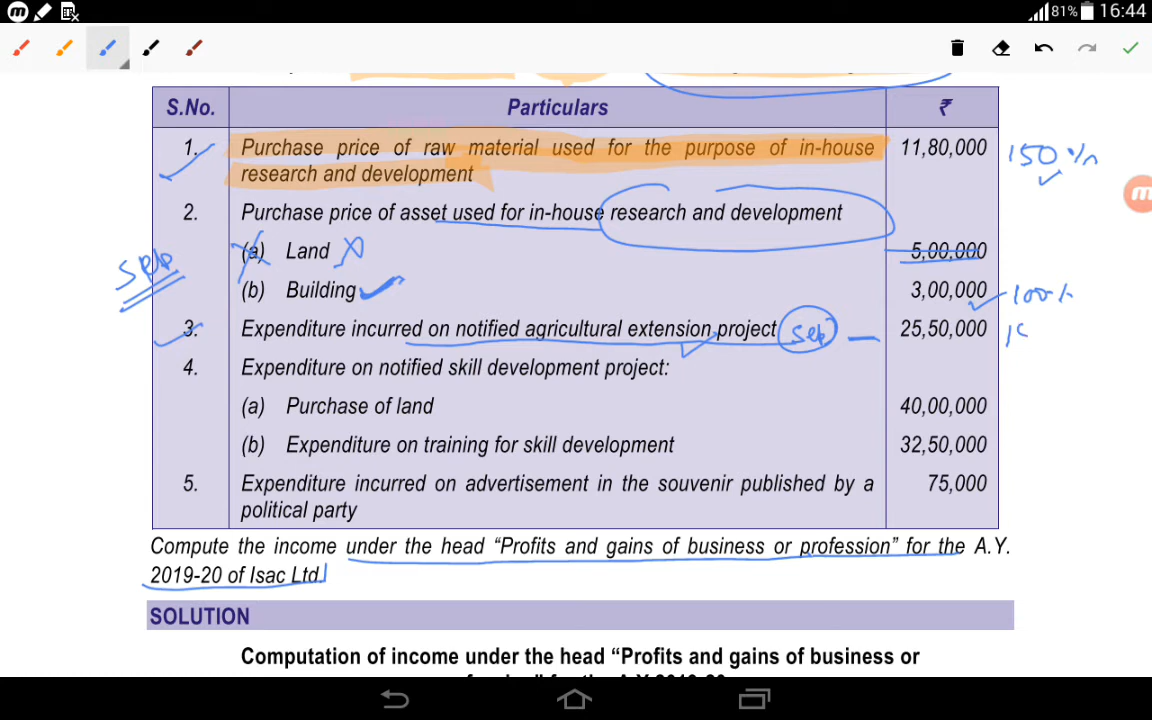 81% 16:44
S.No. Particulars ₹
1. Purchase price of raw material used for the purpose of in-house 11,80,000 150 %
research and development
2. Purchase price of asset used for in-house research and development
(a) Land 5,00,000
(b) Building 3,00,000 100%
3. Expenditure incurred on notified agricultural extension project sep 25,50,000
4. Expenditure on notified skill development project:
(a) Purchase of land 40,00,000
(b) Expenditure on training for skill development 32,50,000
5. Expenditure incurred on advertisement in the souvenir published by a 75,000
political party
Compute the income under the head “Profits and gains of business or profession” for the A.Y.
2019-20 of Isac Ltd.
SOLUTION
Computation of income under the head “Profits and gains of business or